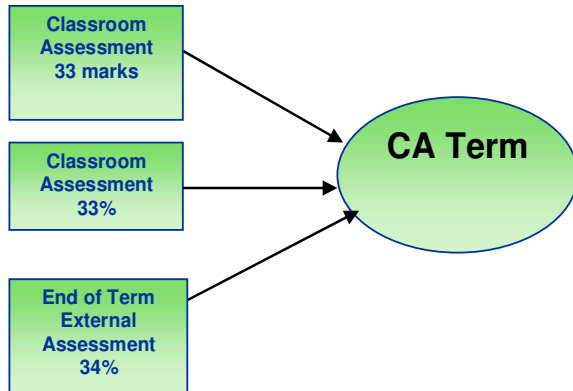 Classroom
Assessment
33 marks
CA Term
Classroom
Assessment
33%
End of Term
External
Assessment
34%